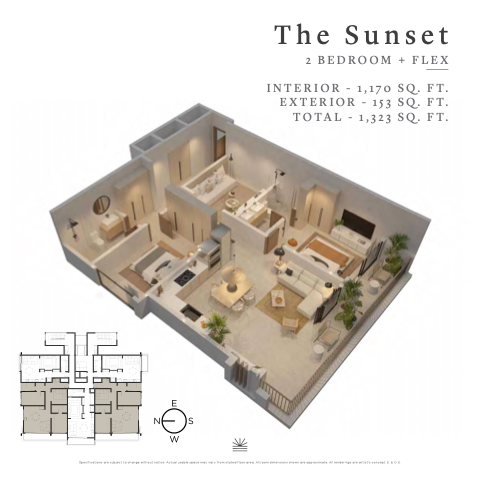 The Sunset
2 BEDROOM + FLEX
INTERIOR - 1,170 SQ. FT.
EXTERIOR - 153 SQ. FT.
TOTAL - 1,323 SQ. FT.
E
N S
W